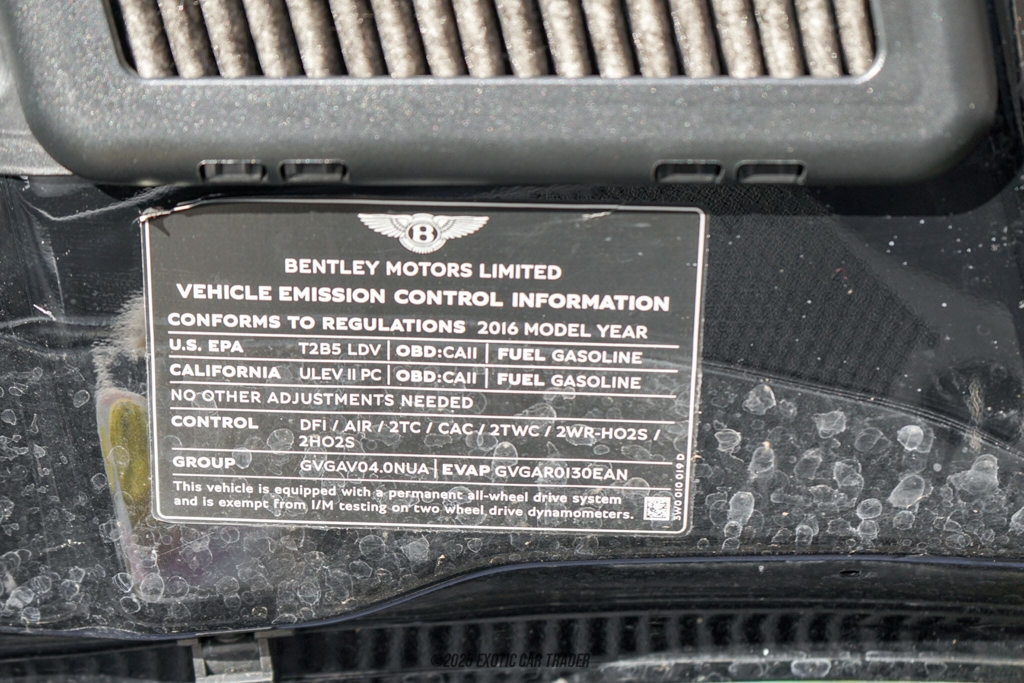 B
BENTLEY MOTORS LIMITED
VEHICLE EMISSION CONTROL INFORMATION
CONFORMS TO REGULATIONS 2016 MODEL YEAR
U.S. EPA T2B5 LDV | OBD:CAII | FUEL GASOLINE
CALIFORNIA ULEV II PC | OBD:CAII | FUEL GASOLINE
NO OTHER ADJUSTMENTS NEEDED
CONTROL DFI / AIR / 2TC / CAC / 2TWC / 2WR-HO2S /
2HO2S
GROUP GVGAV04.0NUA | EVAP GVGAR0130EAN
This vehicle is equipped with a permanent all-wheel drive system
and is exempt from I/M testing on two wheel drive dynamometers.
3W0 010 019 D
©2025 EXOTIC CAR TRADER